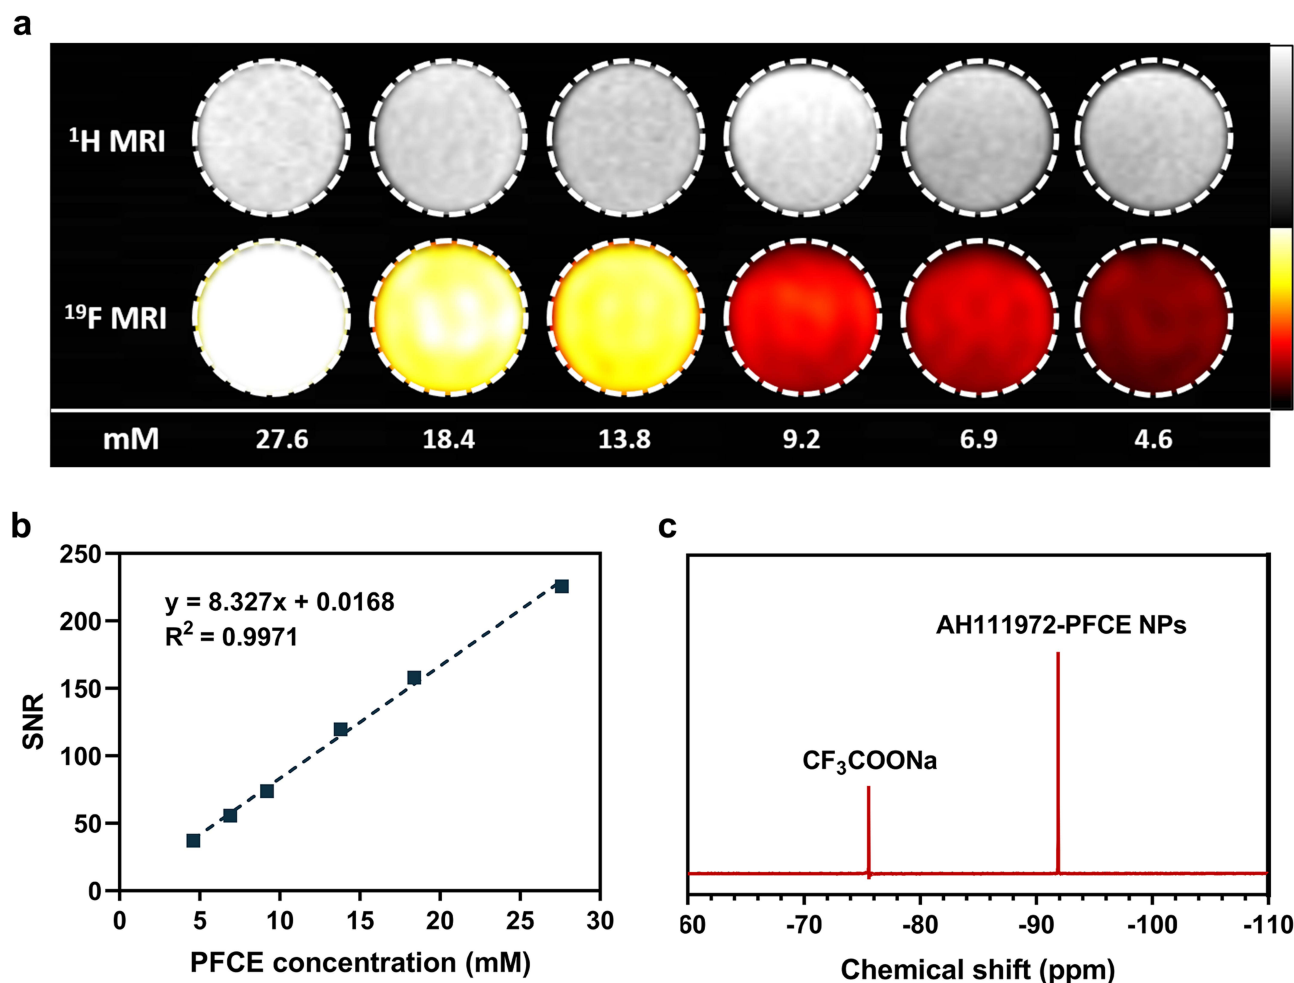 a
¹H MRI
¹⁹F MRI
mM 27.6 18.4 13.8 9.2 6.9 4.6
b
250
200
150
100
50
0
SNR
y = 8.327x + 0.0168
R² = 0.9971
0 5 10 15 20 25 30
PFCE concentration (mM)
c
AH111972-PFCE NPs
CF₃COONa
60 -70 -80 -90 -100 -110
Chemical shift (ppm)